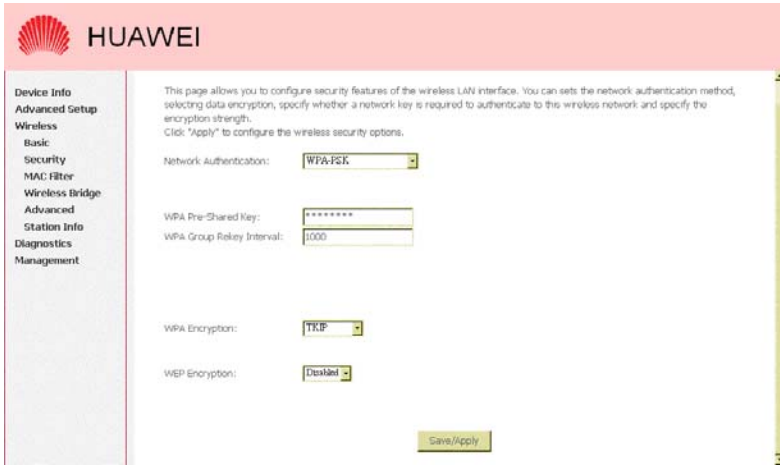 HUAWEI
Device Info
Advanced Setup
Wireless
Basic
Security
MAC Filter
Wireless Bridge
Advanced
Station Info
Diagnostics
Management
This page allows you to configure security features of the wireless LAN interface. You can sets the network authentication method,
selecting data encryption, specify whether a network key is required to authenticate to this wireless network and specify the
encryption strength.
Click "Apply" to configure the wireless security options.
Network Authentication: WPA-PSK
WPA Pre-Shared Key: ********
WPA Group Rekey Interval: 1000
WPA Encryption: TKIP
WEP Encryption: Disabled
Save/Apply